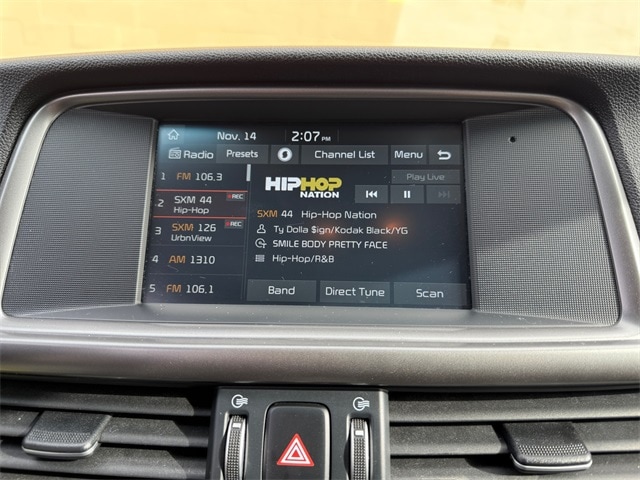 Nov. 14 2:07 PM
Radio Presets Channel List Menu
1 FM 106.3
2 SXM 44 REC
Hip-Hop
3 SXM 126 REC
UrbnView
4 AM 1310
5 FM 106.1
HIPHOP
NATION
Play Live
SXM 44 Hip-Hop Nation
Ty Dolla $ign/Kodak Black/YG
SMILE BODY PRETTY FACE
Hip-Hop/R&B
Band Direct Tune Scan